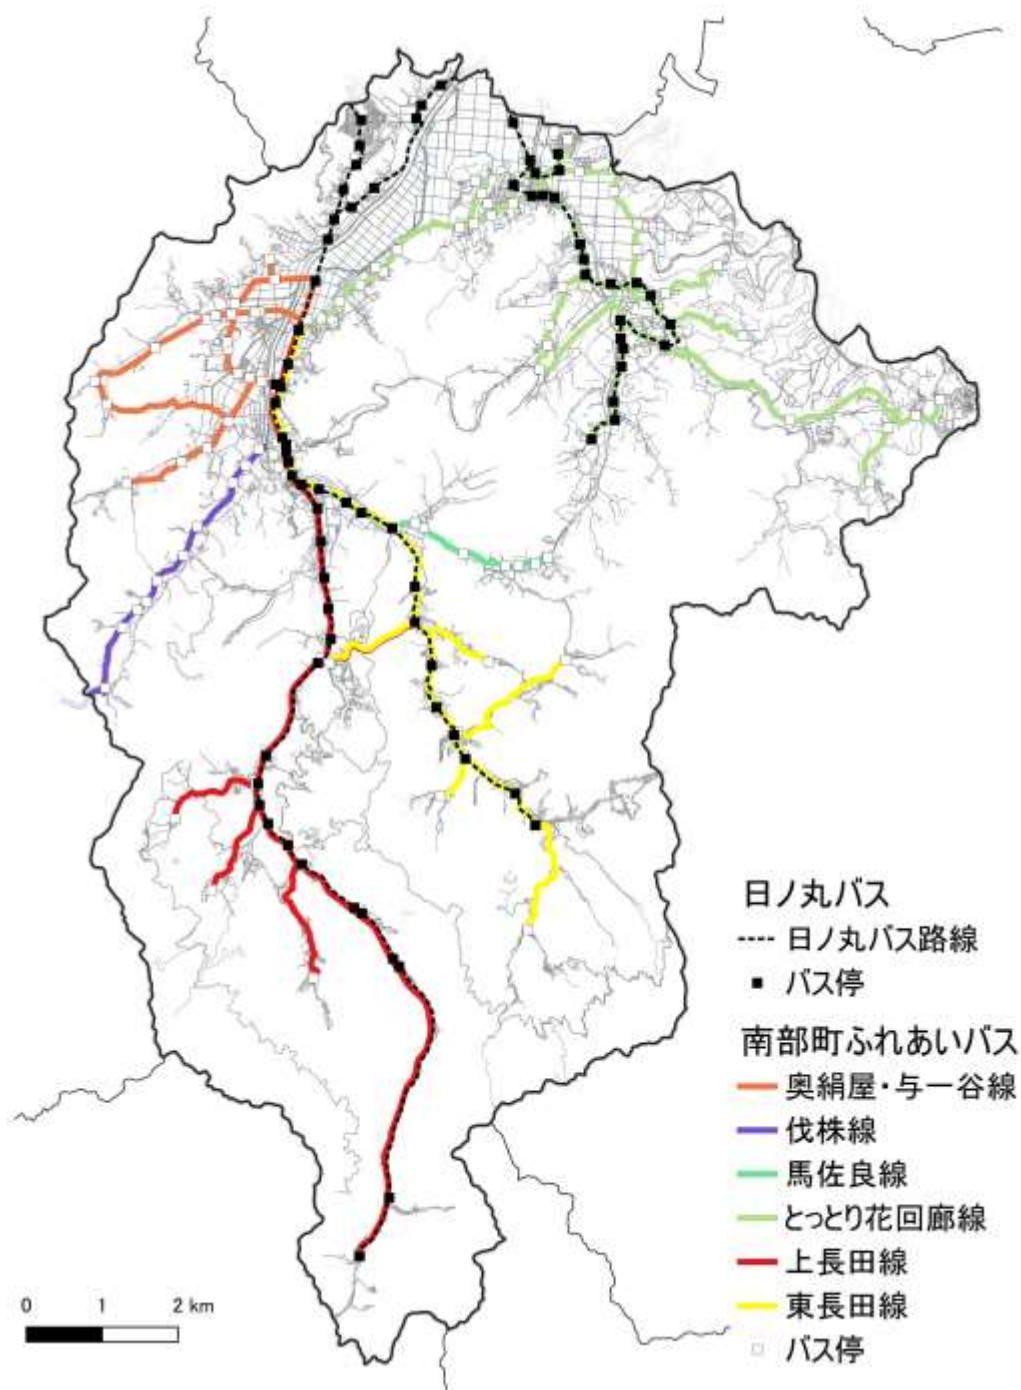 日ノ丸バス
日ノ丸バス路線
バス停
南部町ふれあいバス
奥絹屋・与一谷線
伐株線
馬佐良線
とっとり花回廊線
上長田線
東長田線
バス停
0 1 2 km